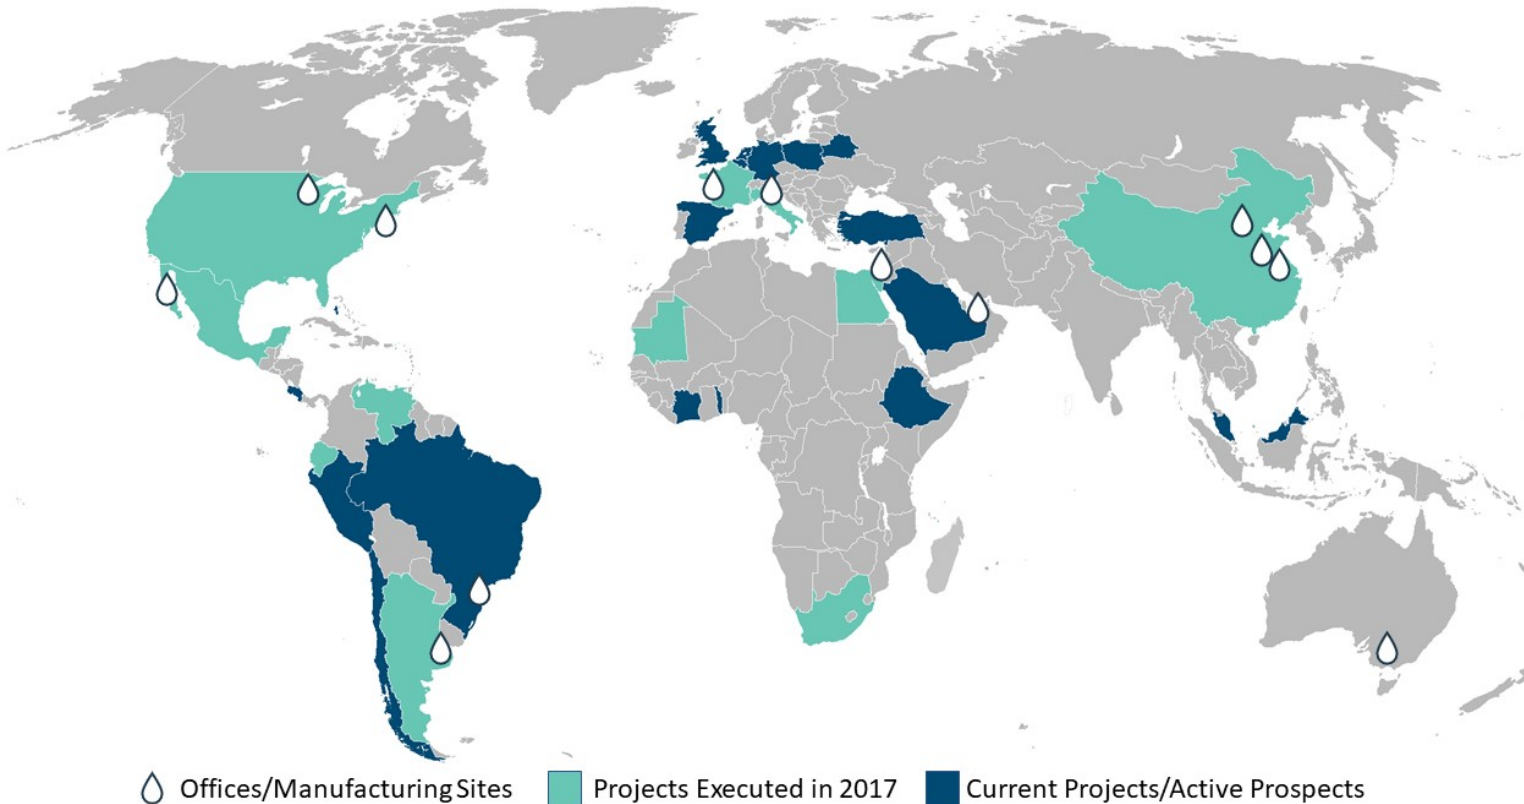 Offices/Manufacturing Sites
Projects Executed in 2017
Current Projects/Active Prospects